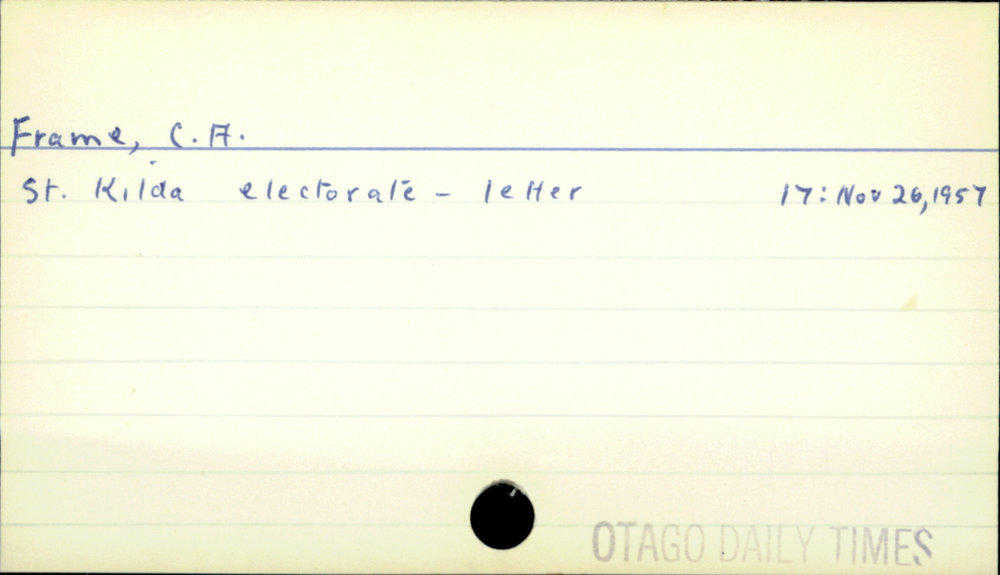 Frame, C.A.
St. Kilda electorate - letter 17: Nov 26, 1957
OTAGO DAILY TIMES